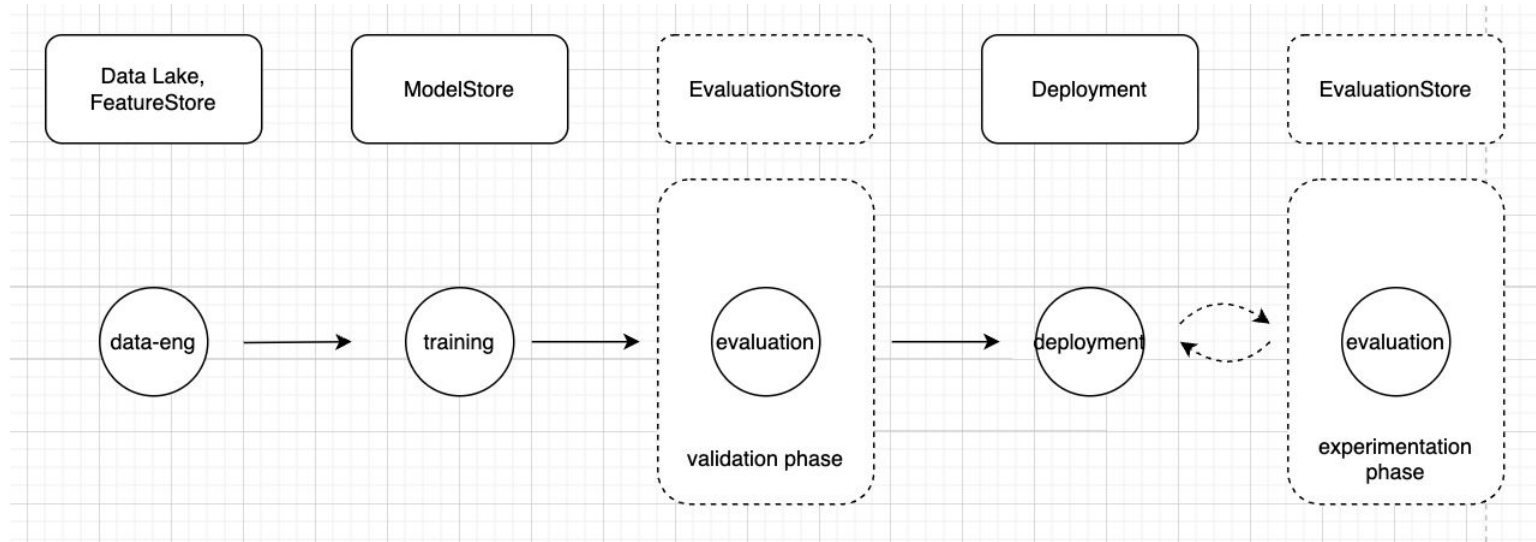 Data Lake,
FeatureStore
ModelStore
EvaluationStore
Deployment
EvaluationStore
data-eng
training
evaluation
deployment
evaluation
validation phase
experimentation
phase